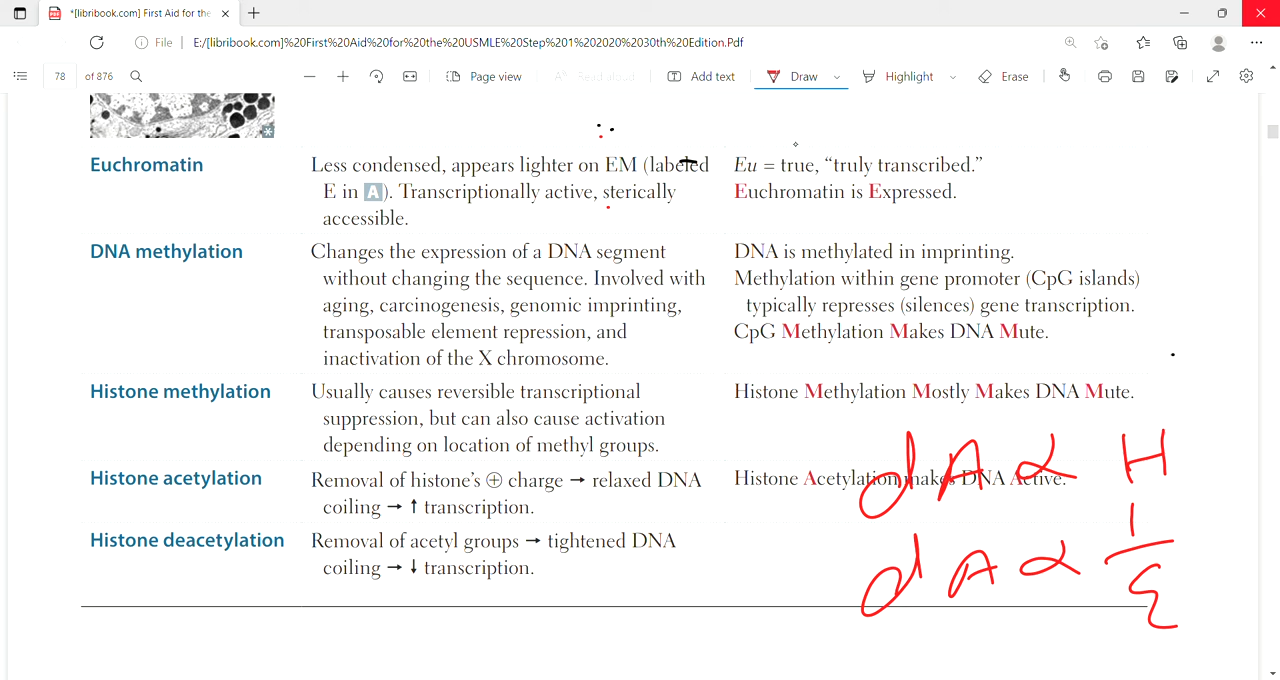 *[libribook.com] First Aid for the
File E:/[libribook.com]%20First%20Aid%20for%20the%20USMLE%20Step%201%202020%2030th%20Edition.Pdf
78 of 876 Page view Read aloud Add text Draw Highlight Erase
Euchromatin
Less condensed, appears lighter on EM (labeled
E in A). Transcriptionally active, sterically
accessible.
Eu = true, “truly transcribed.”
Euchromatin is Expressed.
DNA methylation
Changes the expression of a DNA segment
without changing the sequence. Involved with
aging, carcinogenesis, genomic imprinting,
transposable element repression, and
inactivation of the X chromosome.
DNA is methylated in imprinting.
Methylation within gene promoter (CpG islands)
typically represses (silences) gene transcription.
CpG Methylation Makes DNA Mute.
Histone methylation
Usually causes reversible transcriptional
suppression, but can also cause activation
depending on location of methyl groups.
Histone Methylation Mostly Makes DNA Mute.
Histone acetylation
Removal of histone’s ⊕ charge → relaxed DNA
coiling → ↑ transcription.
Histone Acetylation makes DNA Active.
Histone deacetylation
Removal of acetyl groups → tightened DNA
coiling → ↓ transcription.
dA α H
dA α 1